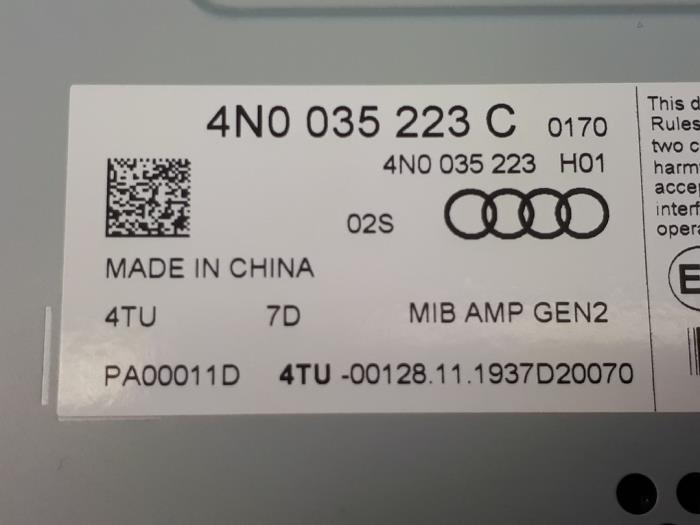 4N0 035 223 C 0170
4N0 035 223 H01
02S
MADE IN CHINA
4TU 7D MIB AMP GEN2
PA00011D 4TU -00128.11.1937D20070
This d
Rules
two c
harm
accep
interf
opera
E